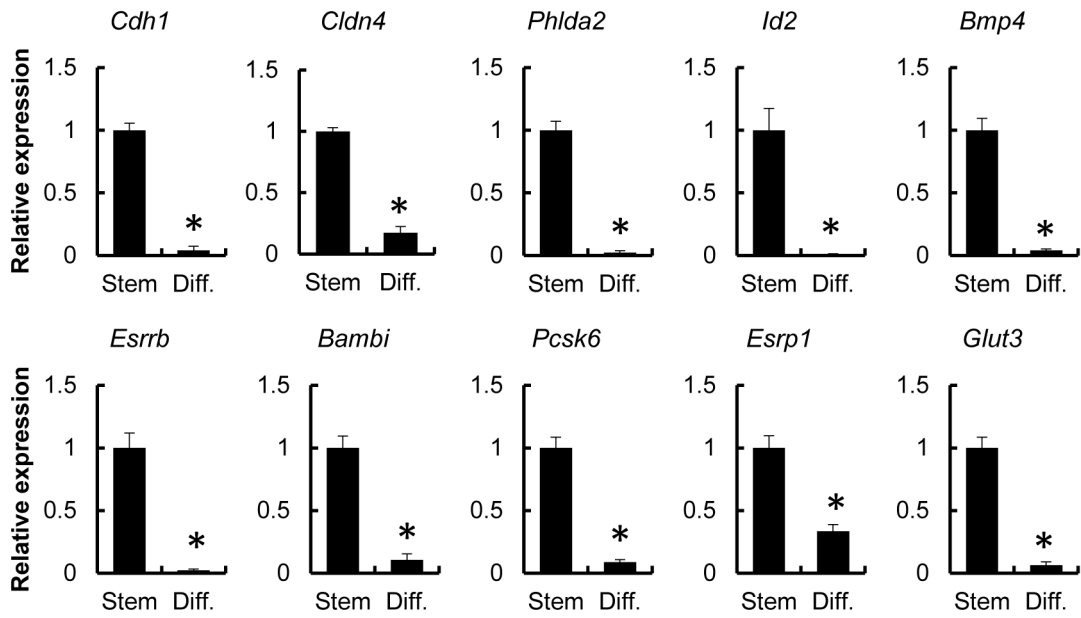 Cdh1 Cldn4 Phlda2 Id2 Bmp4
Relative expression
1.5 1.5 1.5 1.5 1.5
1 1 1 1 1
0.5 0.5 0.5 0.5 0.5
* * * * *
0 0 0 0 0
Stem Diff. Stem Diff. Stem Diff. Stem Diff. Stem Diff.
Esrrb Bambi Pcsk6 Esrp1 Glut3
Relative expression
1.5 1.5 1.5 1.5 1.5
1 1 1 1 1
0.5 0.5 0.5 0.5 0.5
* * * * *
0 0 0 0 0
Stem Diff. Stem Diff. Stem Diff. Stem Diff. Stem Diff.